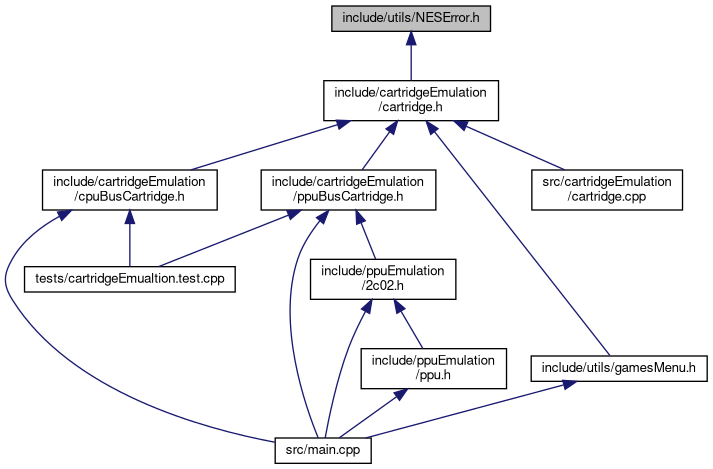 include/utils/NESError.h
include/cartridgeEmulation
/cartridge.h
include/cartridgeEmulation
/cpuBusCartridge.h
include/cartridgeEmulation
/ppuBusCartridge.h
src/cartridgeEmulation
/cartridge.cpp
tests/cartridgeEmualtion.test.cpp
include/ppuEmulation
/2c02.h
include/ppuEmulation
/ppu.h
include/utils/gamesMenu.h
src/main.cpp